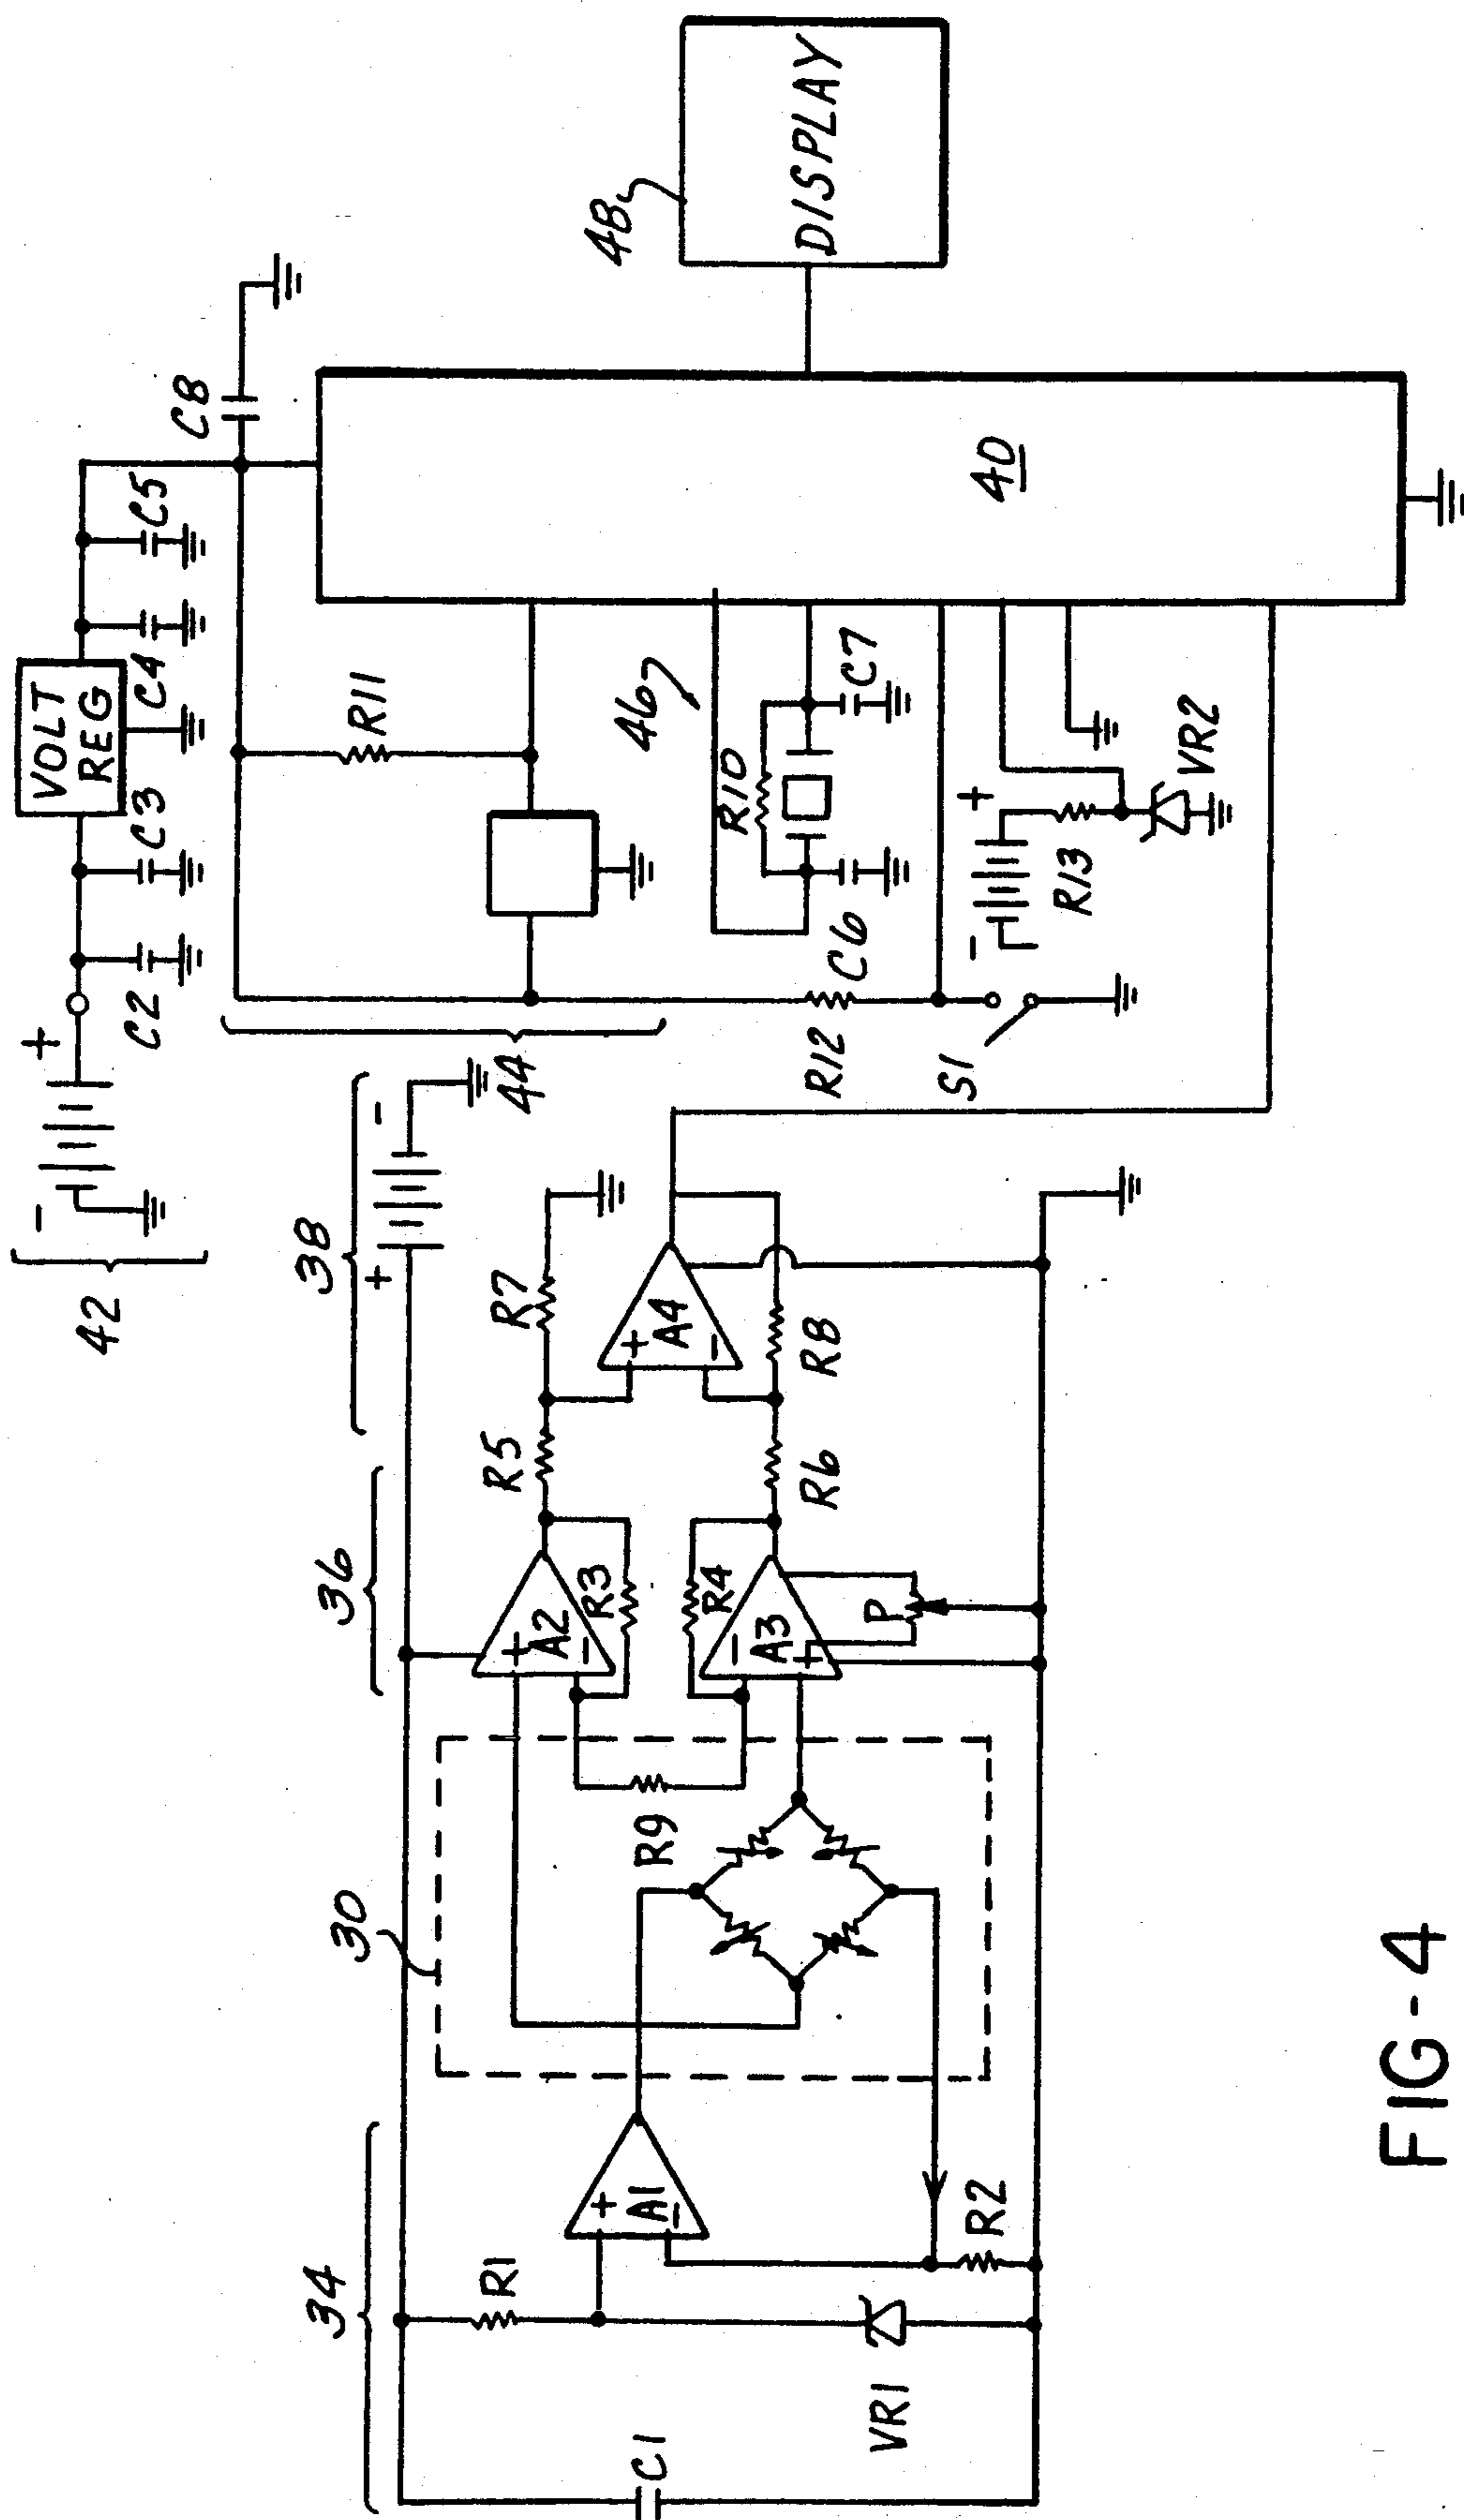 42
−
+
C2
C3
VOLT
REG
C4
C5
C8
38
+
−
44
R11
46
R10
C7
C6
R12
S1
−
+
R13
VR2
40
48
DISPLAY
34
30
36
C1
R1
VR1
+
A1
−
R2
R9
+
A2
−
R3
R4
−
A3
+
P
R5
R6
R7
R8
+
A4
−
FIG-4